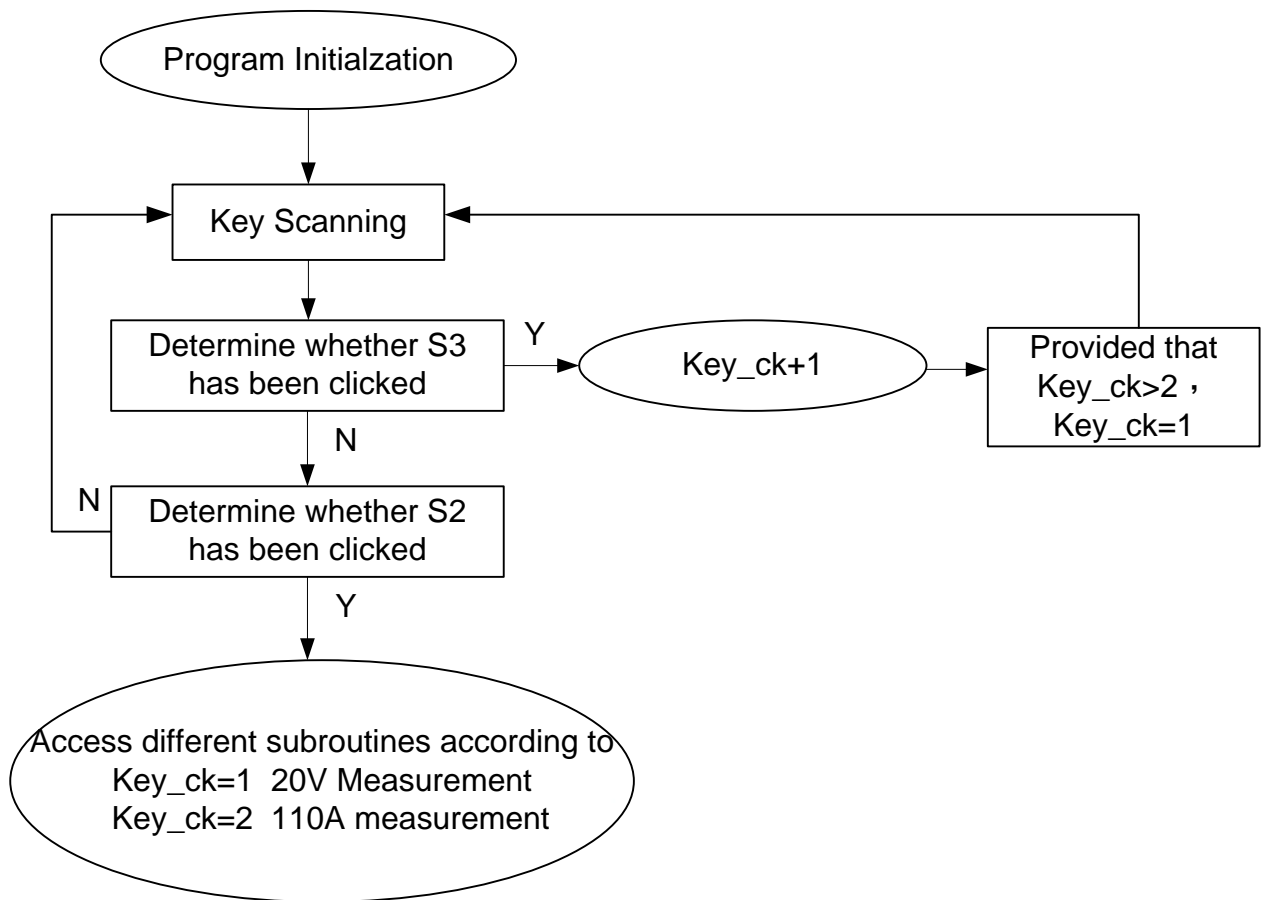 Program Initialzation
Key Scanning
Determine whether S3
has been clicked
Y
Key_ck+1
Provided that
Key_ck>2，
Key_ck=1
N
N
Determine whether S2
has been clicked
Y
Access different subroutines according to
Key_ck=1 20V Measurement
Key_ck=2 110A measurement